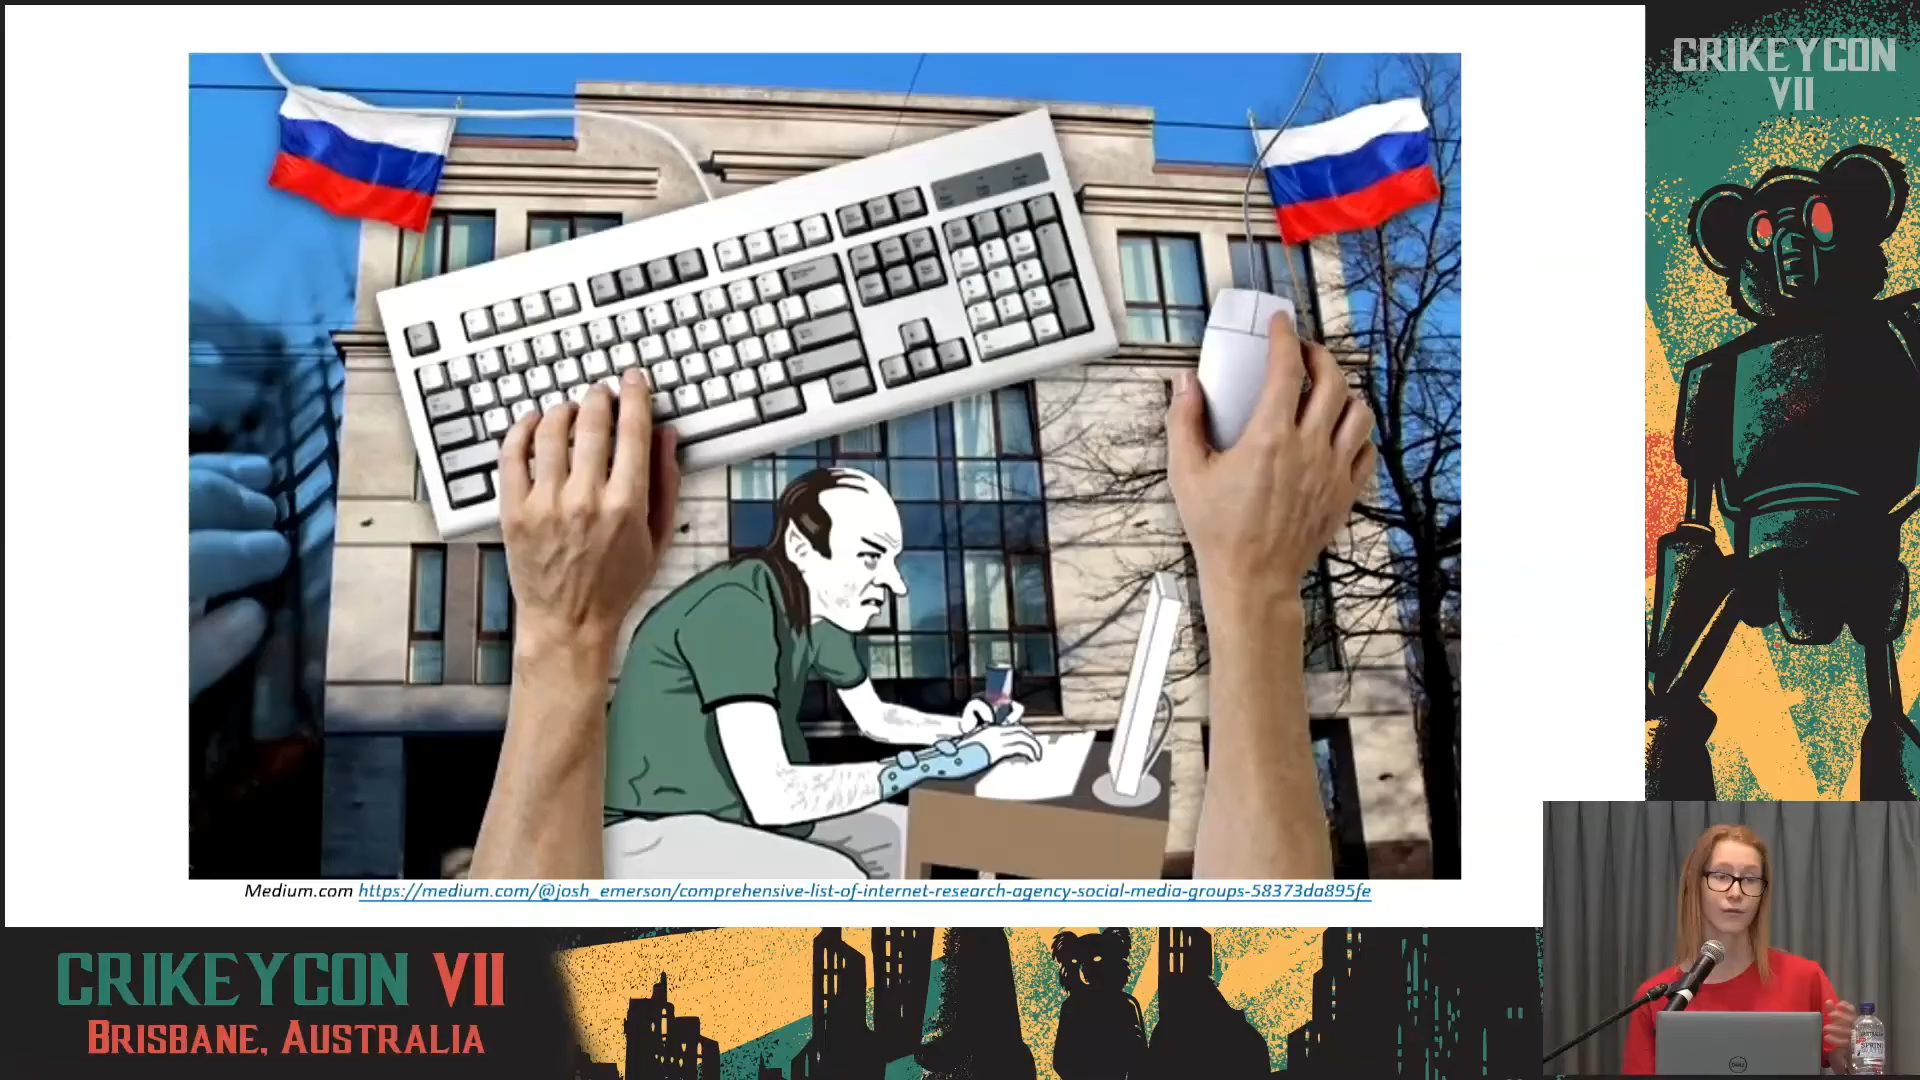 CRIKEYCON
VII
Medium.com https://medium.com/@josh_emerson/comprehensive-list-of-internet-research-agency-social-media-groups-58373da895fe
CRIKEYCON VII
BRISBANE, AUSTRALIA
DELL